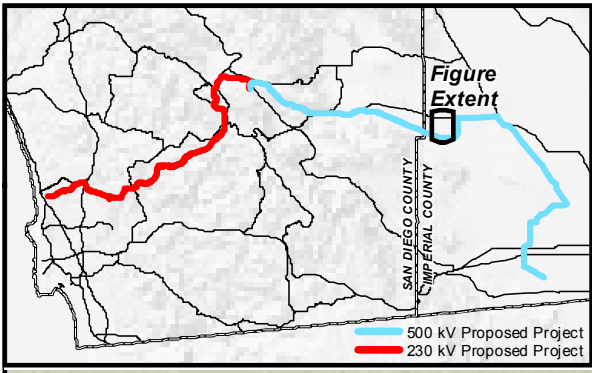 Figure
Extent
SAN DIEGO COUNTY
IMPERIAL COUNTY
500 kV Proposed Project
230 kV Proposed Project